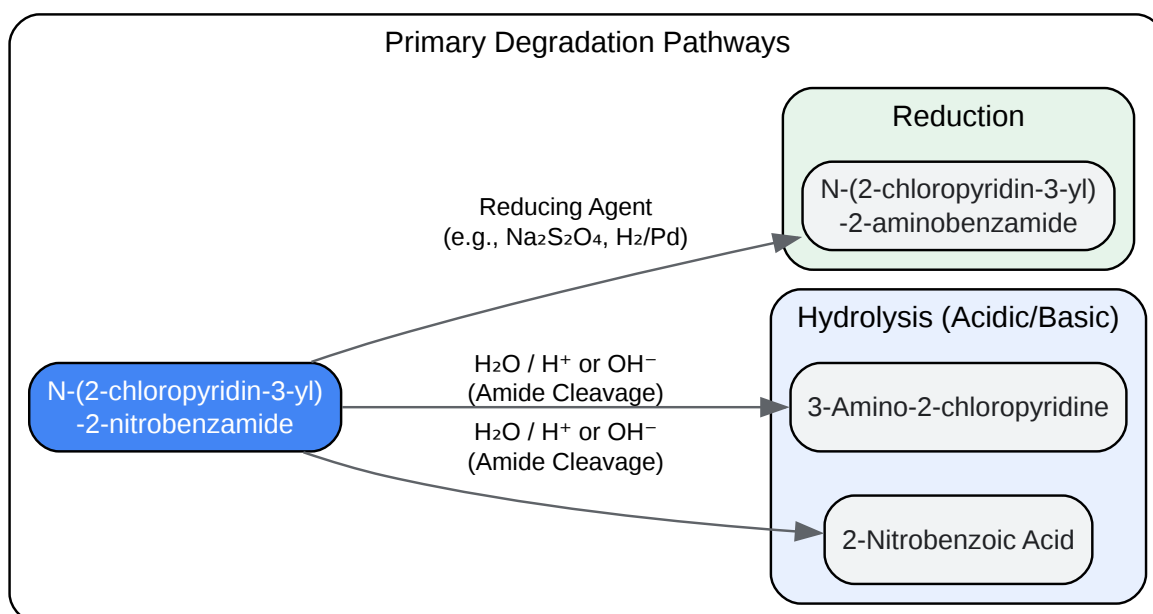 Primary Degradation Pathways
Reduction
N-(2-chloropyridin-3-yl)
-2-aminobenzamide
Reducing Agent
(e.g., Na₂S₂O₄, H₂/Pd)
Hydrolysis (Acidic/Basic)
N-(2-chloropyridin-3-yl)
-2-nitrobenzamide
H₂O / H⁺ or OH⁻
(Amide Cleavage)
3-Amino-2-chloropyridine
H₂O / H⁺ or OH⁻
(Amide Cleavage)
2-Nitrobenzoic Acid